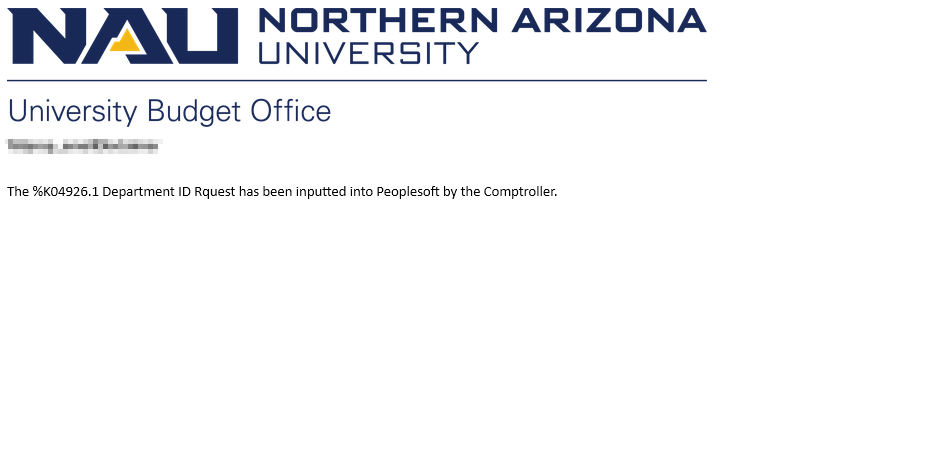 NAU NORTHERN ARIZONA
UNIVERSITY
University Budget Office
The %K04926.1 Department ID Rquest has been inputted into Peoplesoft by the Comptroller.